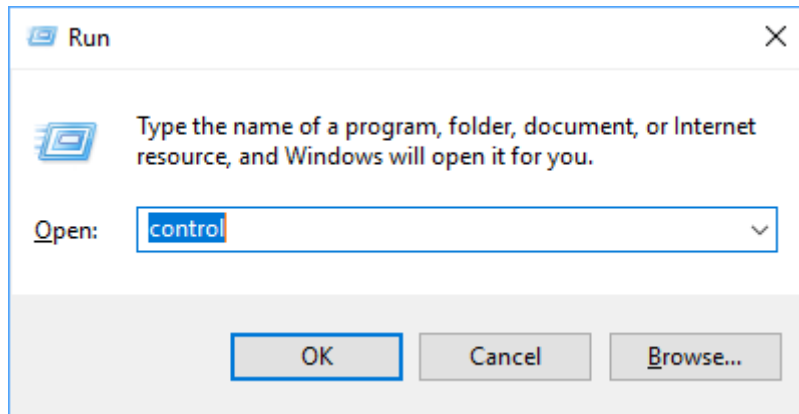 Run
Type the name of a program, folder, document, or Internet
resource, and Windows will open it for you.
Open: control
OK Cancel Browse...